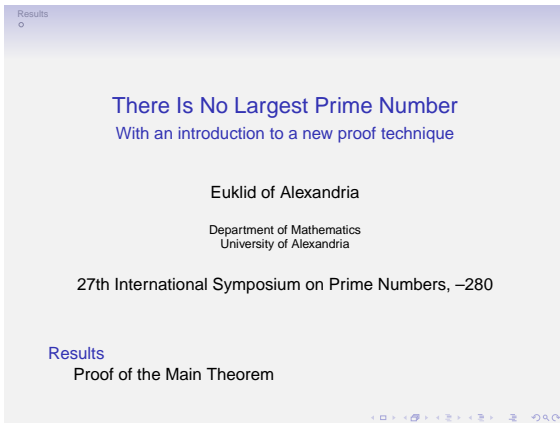 Results
There Is No Largest Prime Number
With an introduction to a new proof technique
Euklid of Alexandria
Department of Mathematics
University of Alexandria
27th International Symposium on Prime Numbers, –280
Results
Proof of the Main Theorem